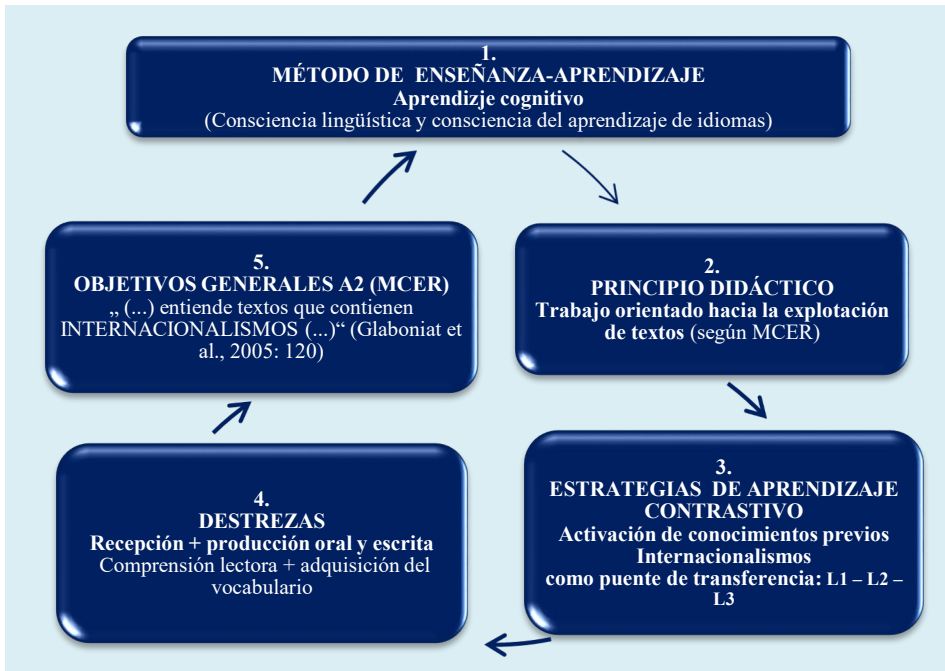 1.
MÉTODO DE ENSEÑANZA-APRENDIZAJE
Aprendizje cognitivo
(Consciencia lingüística y consciencia del aprendizaje de idiomas)
2.
PRINCIPIO DIDÁCTICO
Trabajo orientado hacia la explotación
de textos (según MCER)
3.
ESTRATEGIAS DE APRENDIZAJE
CONTRASTIVO
Activación de conocimientos previos
Internacionalismos
como puente de transferencia: L1 – L2 –
L3
4.
DESTREZAS
Recepción + producción oral y escrita
Comprensión lectora + adquisición del
vocabulario
5.
OBJETIVOS GENERALES A2 (MCER)
„ (...) entiende textos que contienen
INTERNACIONALISMOS (...)“ (Glaboniat
et al., 2005: 120)